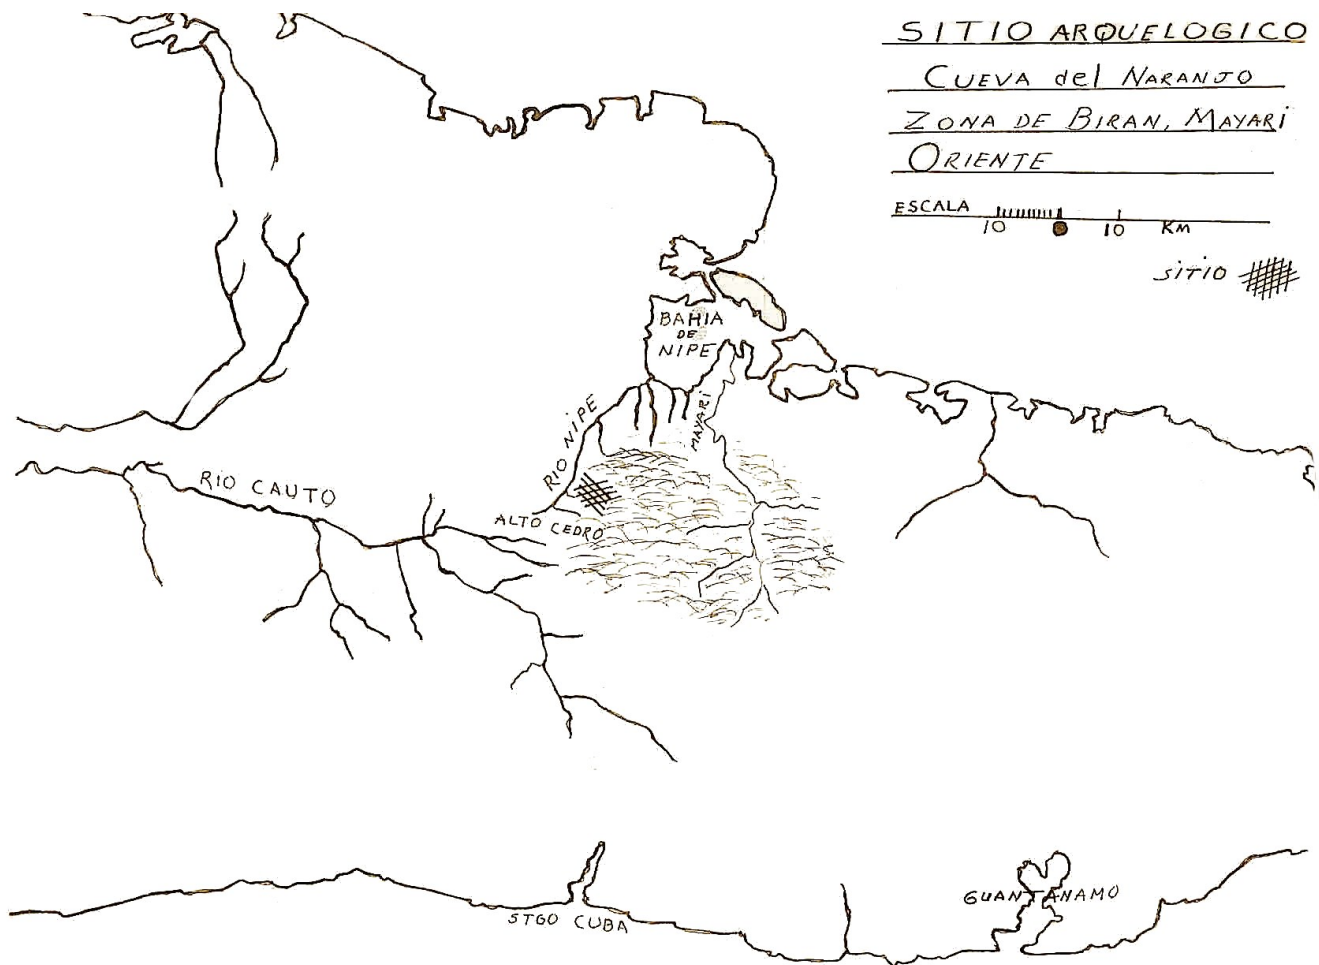 SITIO ARQUELOGICO
CUEVA del NARANJO
ZONA DE BIRAN, MAYARi
ORIENTE
ESCALA
10 10 KM
SiTiO
BAHIA
DE
NIPE
RIO NiPE
MAYARi
RIO CAUTO
ALTO CEDRO
STGO CUBA
GUANTANAMO